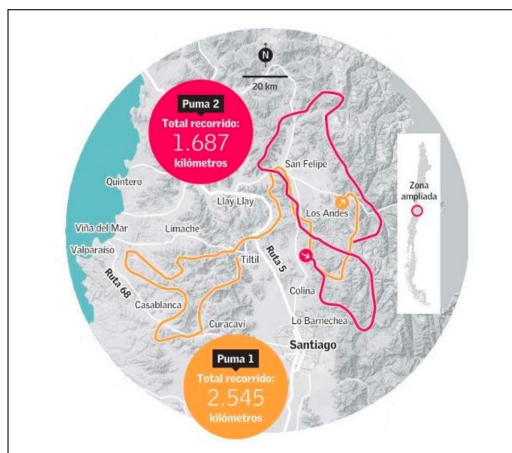 N
20 km
Puma 2
Total recorrido:
1.687
kilómetros
San Felipe
Zona
ampliada
Quintero
Llay Llay
Los Andes
Viña del Mar
Limache
Valparaíso
Tiltil
Ruta 5
Ruta 68
Colina
Casablanca
Curacaví
Lo Barnechea
Santiago
Puma 1
Total recorrido:
2.545
kilómetros